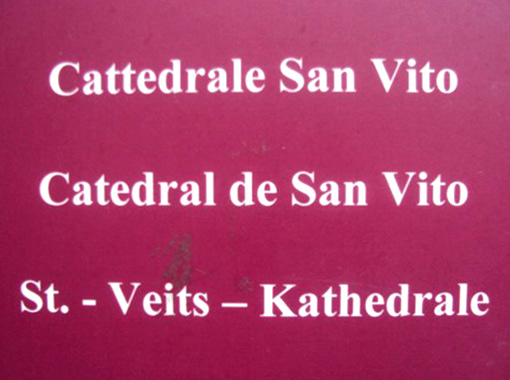 Cattedrale San Vito
Catedral de San Vito
St. - Veits – Kathedrale